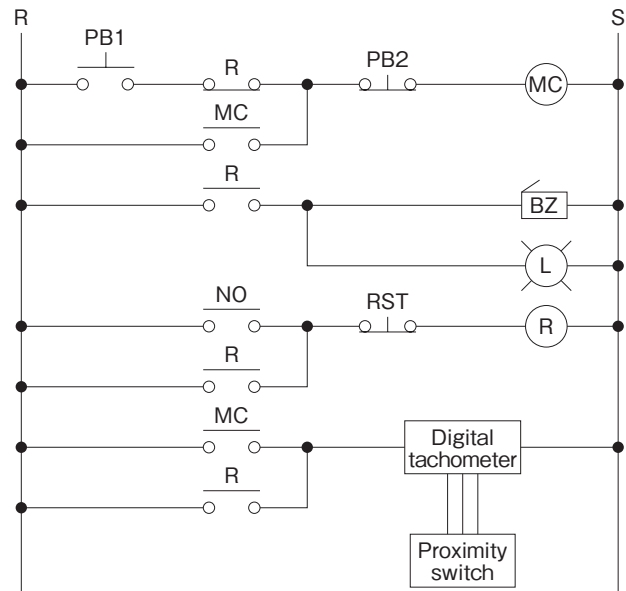 R S
PB1 R PB2 MC
MC
R BZ
L
NO RST R
R
MC Digital
tachometer
R
Proximity
switch